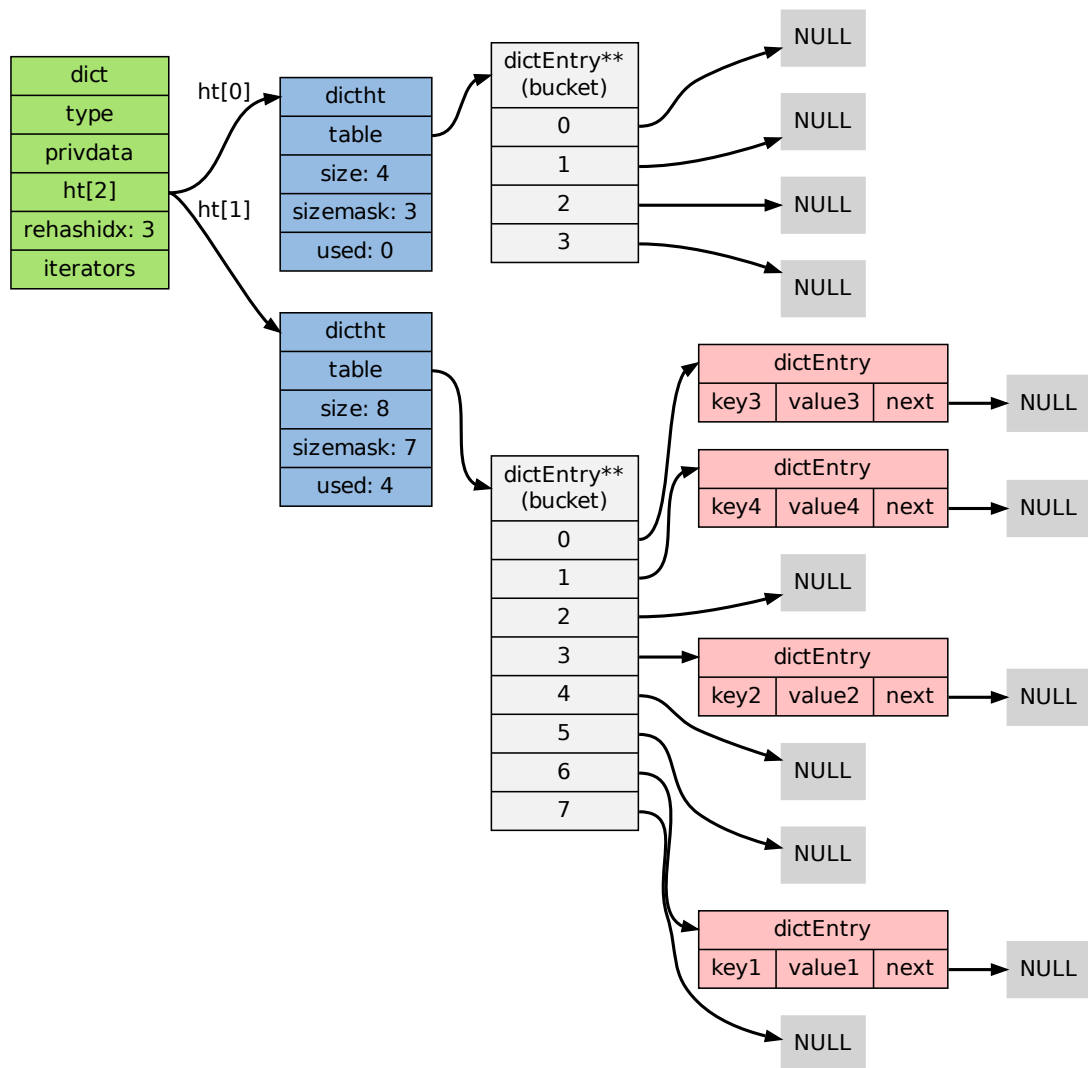 dict
type
privdata
ht[2]
rehashidx: 3
iterators
ht[0]
ht[1]
dictht
table
size: 4
sizemask: 3
used: 0
dictEntry**
(bucket)
0
1
2
3
NULL
NULL
NULL
NULL
dictht
table
size: 8
sizemask: 7
used: 4
dictEntry**
(bucket)
0
1
2
3
4
5
6
7
dictEntry
key3 value3 next
NULL
dictEntry
key4 value4 next
NULL
NULL
dictEntry
key2 value2 next
NULL
NULL
NULL
dictEntry
key1 value1 next
NULL
NULL